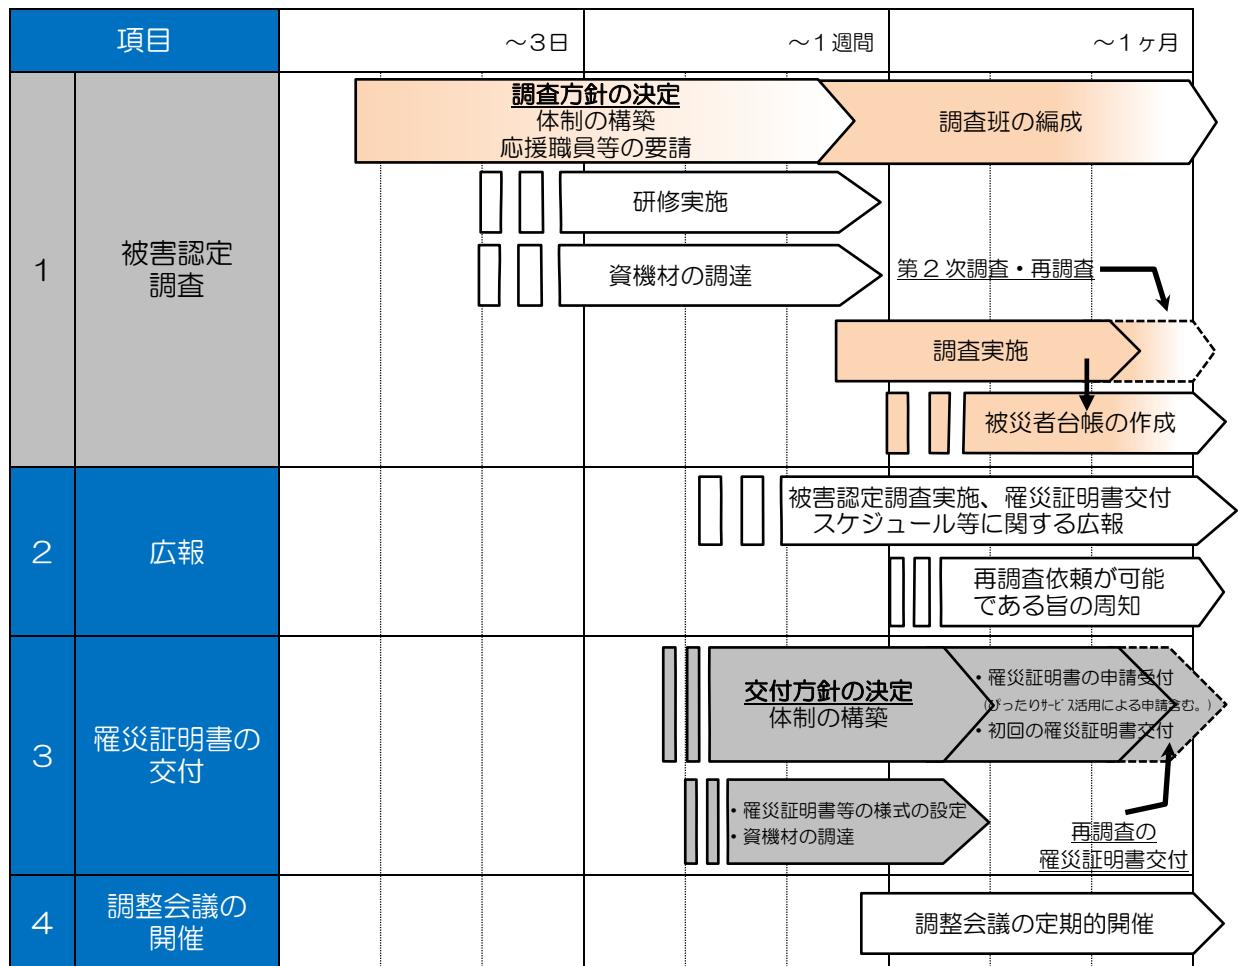 項目
～3日
～1週間
～1ヶ月
1
被害認定
調査
調査方針の決定
体制の構築
応援職員等の要請
調査班の編成
研修実施
資機材の調達
第2次調査・再調査
調査実施
被災者台帳の作成
2
広報
被害認定調査実施、罹災証明書交付
スケジュール等に関する広報
再調査依頼が可能
である旨の周知
3
罹災証明書の
交付
交付方針の決定
体制の構築
・罹災証明書の申請受付
(ぴったりサービス活用による申請含む。)
・初回の罹災証明書交付
・罹災証明書等の様式の設定
・資機材の調達
再調査の
罹災証明書交付
4
調整会議の
開催
調整会議の定期的開催